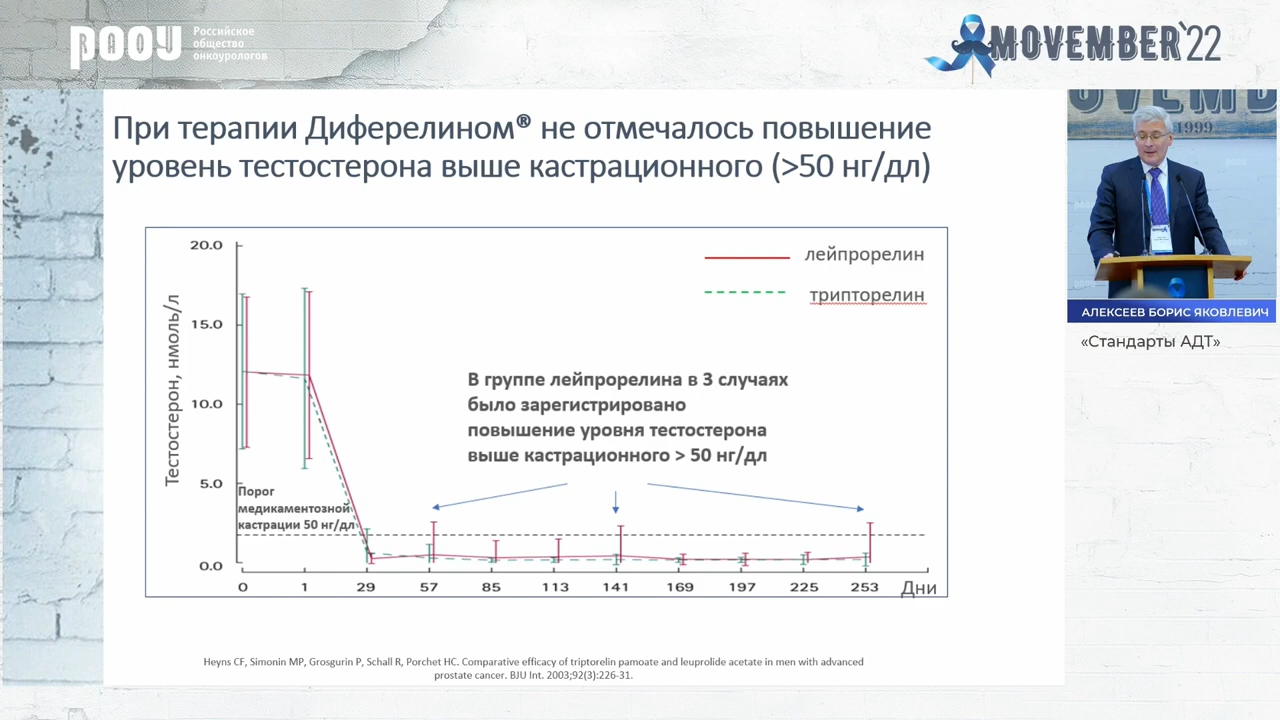 РООУ
RAOU
Российское
общество
онкоурологов
MOVEMBER`22
При терапии Диферелином® не отмечалось повышение
уровень тестостерона выше кастрационного (>50 нг/дл)
Тестостерон, нмоль/л
20.0
15.0
10.0
5.0
0.0
лейпрорелин
трипторелин
В группе лейпрорелина в 3 случаях
было зарегистрировано
повышение уровня тестостерона
выше кастрационного > 50 нг/дл
Порог
медикаментозной
кастрации 50 нг/дл
0 1 29 57 85 113 141 169 197 225 253 Дни
Heyns CF, Simonin MP, Grosgurin P, Schall R, Porchet HC. Comparative efficacy of triptorelin pamoate and leuprolide acetate in men with advanced
prostate cancer. BJU Int. 2003;92(3):226-31.
OVEMB
1999
АЛЕКСЕЕВ БОРИС ЯКОВЛЕВИЧ
«Стандарты АДТ»